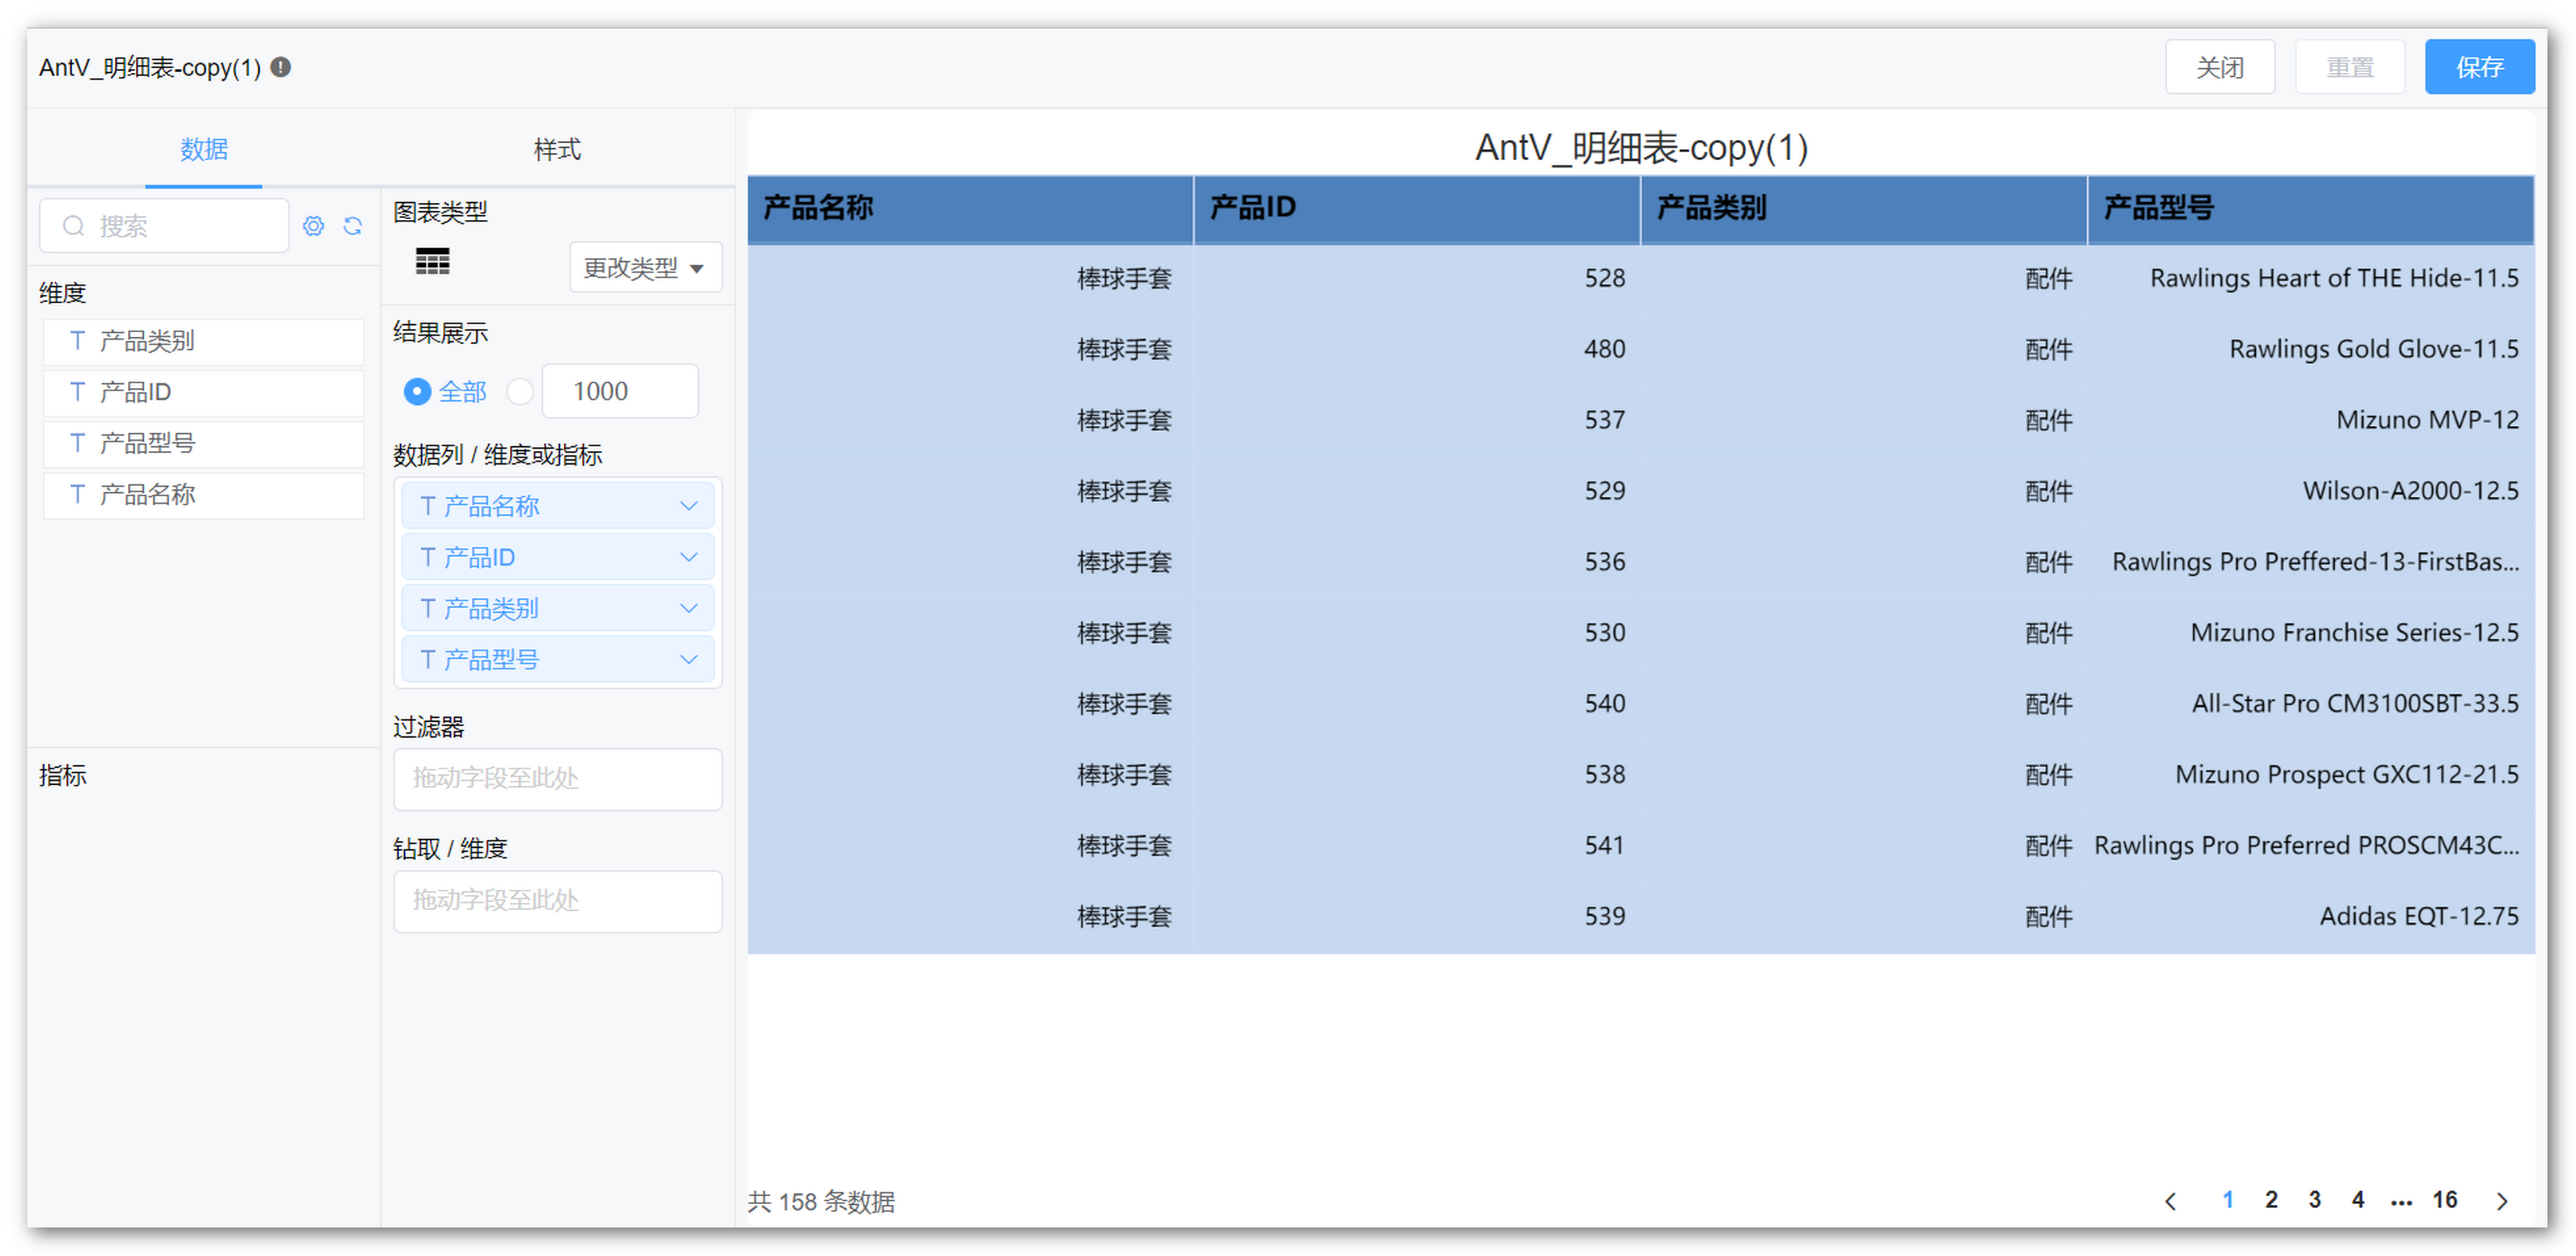 AntV_明细表-copy(1)
关闭
重置
保存
数据
样式
搜索
维度
T 产品类别
T 产品ID
T 产品型号
T 产品名称
指标
图表类型
更改类型
结果展示
全部
1000
数据列 / 维度或指标
T 产品名称
T 产品ID
T 产品类别
T 产品型号
过滤器
拖动字段至此处
钻取 / 维度
拖动字段至此处
AntV_明细表-copy(1)
产品名称 产品ID 产品类别 产品型号
棒球手套 528 配件 Rawlings Heart of THE Hide-11.5
棒球手套 480 配件 Rawlings Gold Glove-11.5
棒球手套 537 配件 Mizuno MVP-12
棒球手套 529 配件 Wilson-A2000-12.5
棒球手套 536 配件 Rawlings Pro Preffered-13-FirstBas...
棒球手套 530 配件 Mizuno Franchise Series-12.5
棒球手套 540 配件 All-Star Pro CM3100SBT-33.5
棒球手套 538 配件 Mizuno Prospect GXC112-21.5
棒球手套 541 配件 Rawlings Pro Preferred PROSCM43C...
棒球手套 539 配件 Adidas EQT-12.75
共 158 条数据
1 2 3 4 ... 16